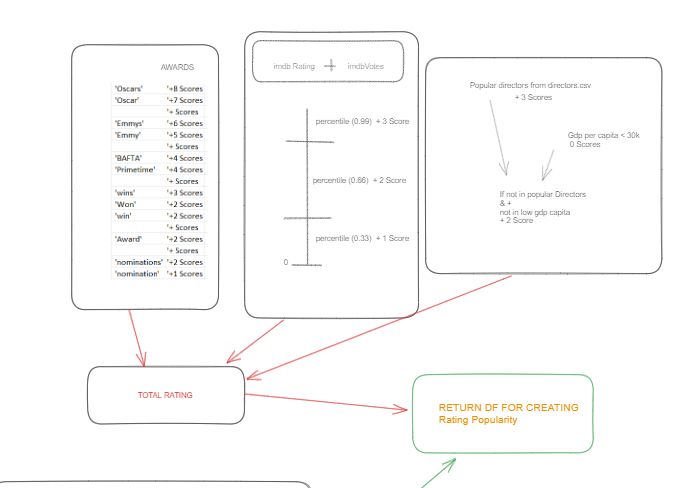 AWARDS
'Oscars' '+8 Scores
'Oscar' '+7 Scores
'+ Scores
'Emmys' '+6 Scores
'Emmy' '+5 Scores
'+ Scores
'BAFTA' '+4 Scores
'Primetime' '+4 Scores
'+ Scores
'wins' '+3 Scores
'Won' '+2 Scores
'win' '+2 Scores
'+ Scores
'Award' '+2 Scores
'+ Scores
'nominations' '+2 Scores
'nomination' '+1 Scores
imdb Rating + imdbVotes
percentile (0.99) + 3 Score
percentile (0.66) + 2 Score
percentile (0.33) + 1 Score
0
Popular directors from directors.csv
+ 3 Scores
Gdp per capita < 30k
0 Scores
If not in popular Directors
& +
not in low gdp capita
+ 2 Score
TOTAL RATING
RETURN DF FOR CREATING
Rating Popularity